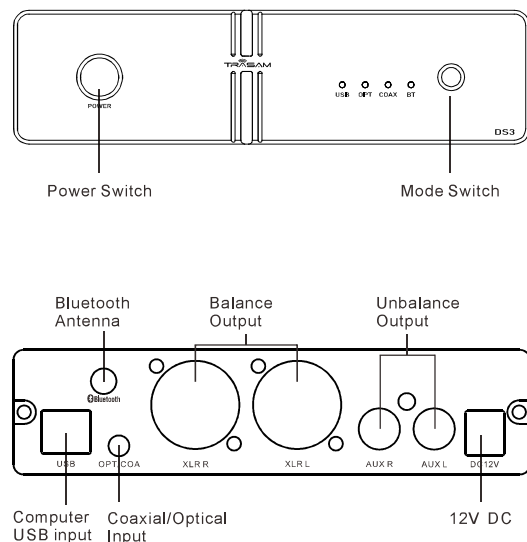 TRASAM
POWER
USB OPT COAX BT
DS3
Power Switch
Mode Switch
Bluetooth
Antenna
Balance
Output
Unbalance
Output
Bluetooth
USB OPT/COA XLR R XLR L AUX R AUX L DC12V
Computer
USB input
Coaxial/Optical
Input
12V DC